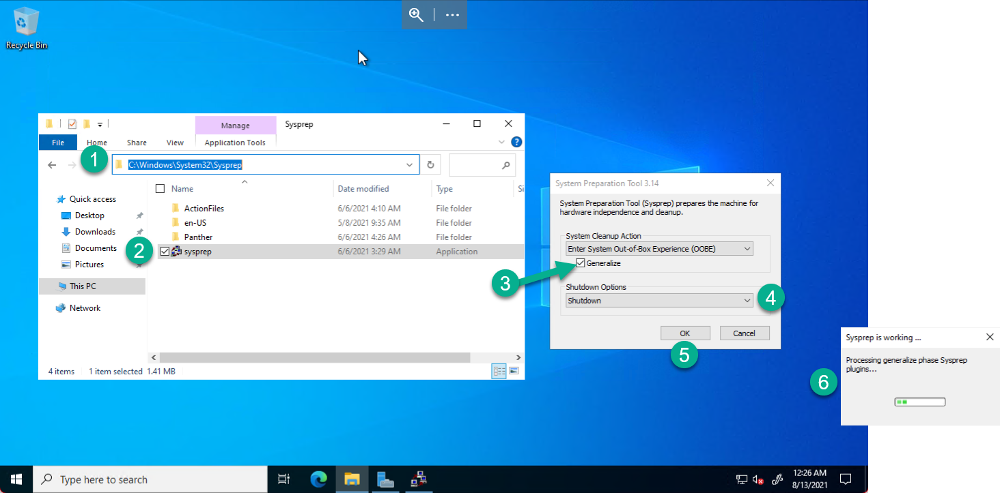 Recycle Bin
Manage
Sysprep
File
Home
Share
View
Application Tools
1
C:\Windows\System32\Sysprep
Name
Date modified
Type
Si
Quick access
Desktop
Downloads
Documents
Pictures
This PC
Network
ActionFiles
6/6/2021 4:10 AM
File folder
en-US
5/8/2021 9:35 AM
File folder
Panther
6/6/2021 4:26 AM
File folder
2
sysprep
6/6/2021 3:29 AM
Application
4 items
1 item selected 1.41 MB
System Preparation Tool 3.14
System Preparation Tool (Sysprep) prepares the machine for
hardware independence and cleanup.
System Cleanup Action
Enter System Out-of-Box Experience (OOBE)
Generalize
3
Shutdown Options
Shutdown
4
OK
Cancel
5
Sysprep is working ...
Processing generalize phase Sysprep
plugins...
6
Type here to search
12:26 AM
8/13/2021